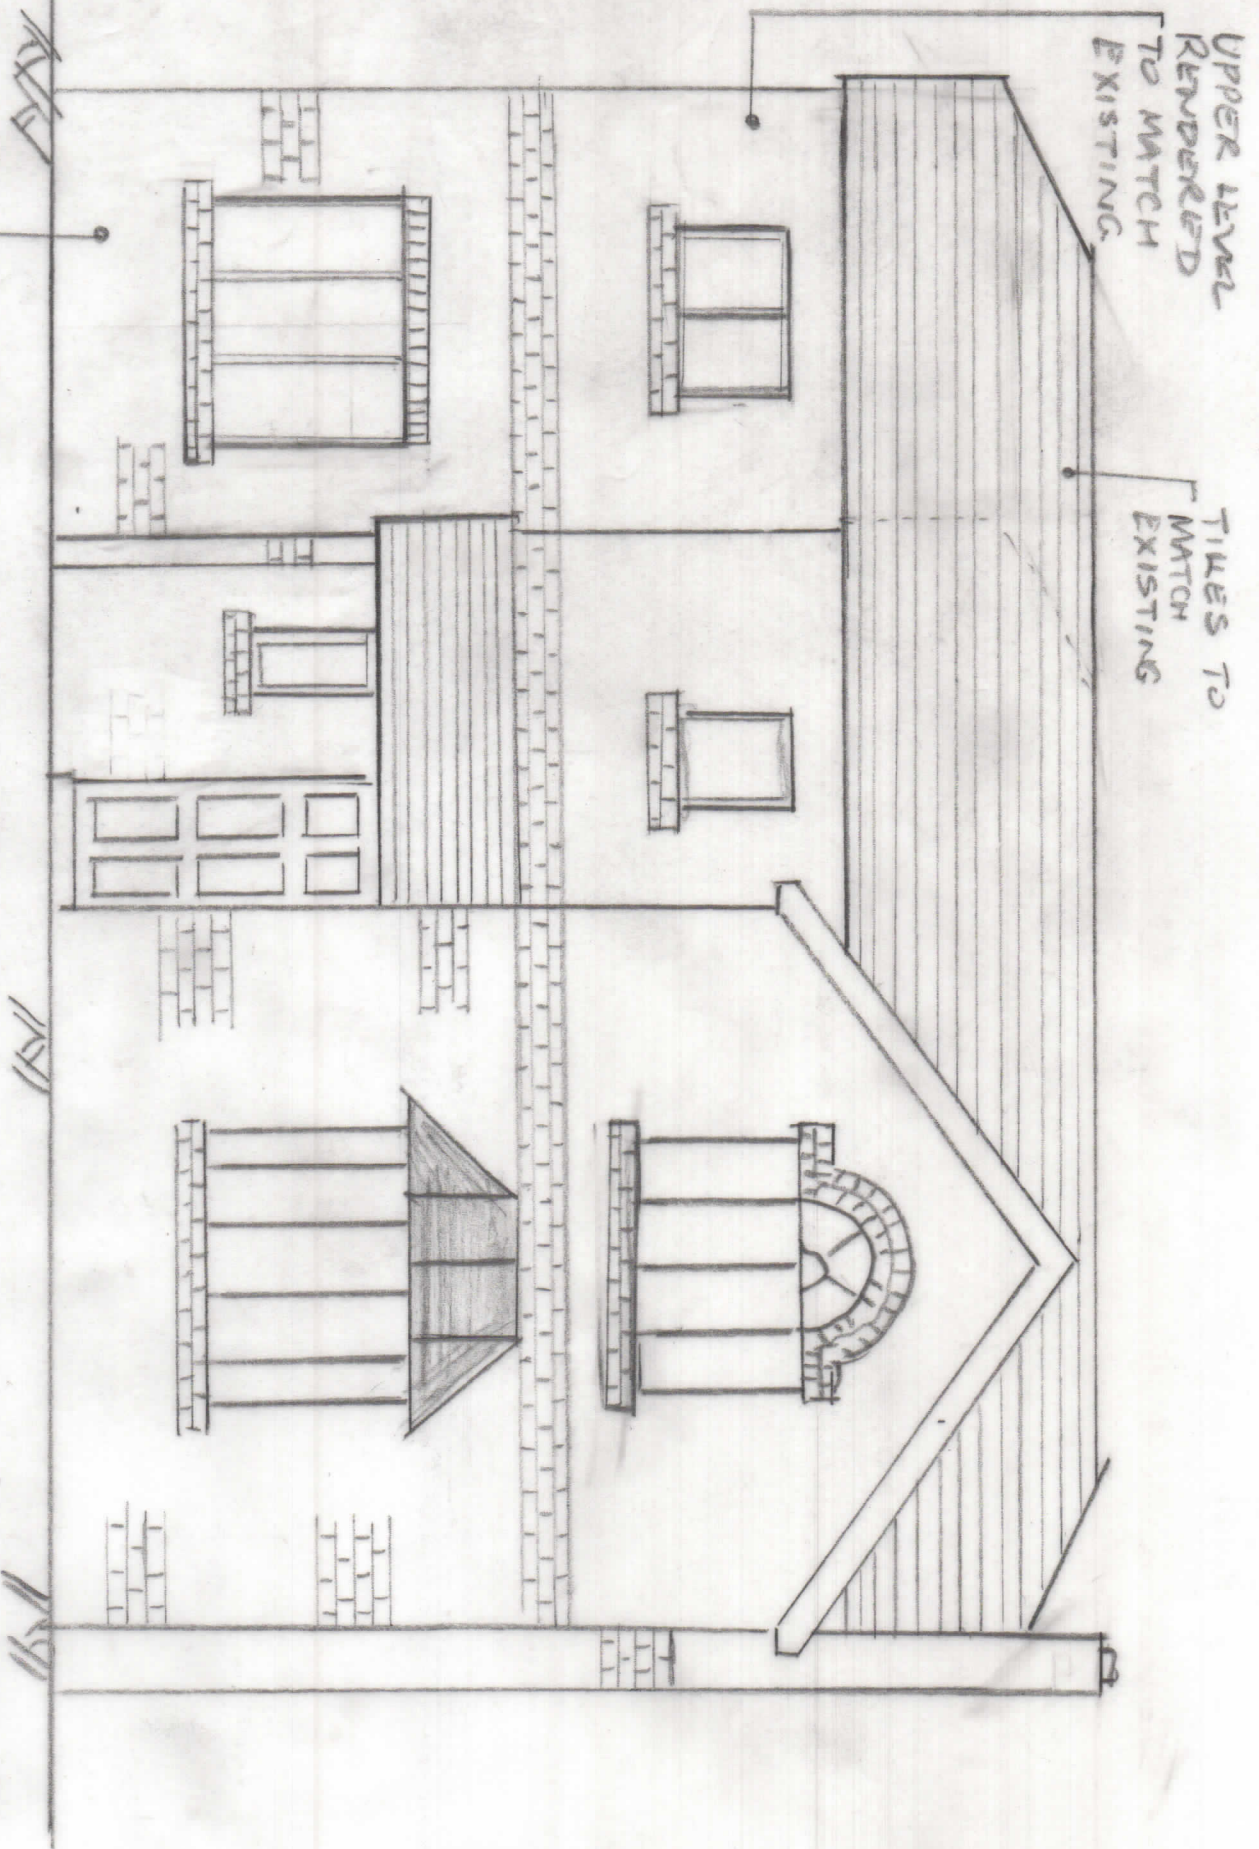 UPPER LEVEL
RENDERED
TO MATCH
EXISTING
TILES TO
MATCH
EXISTING